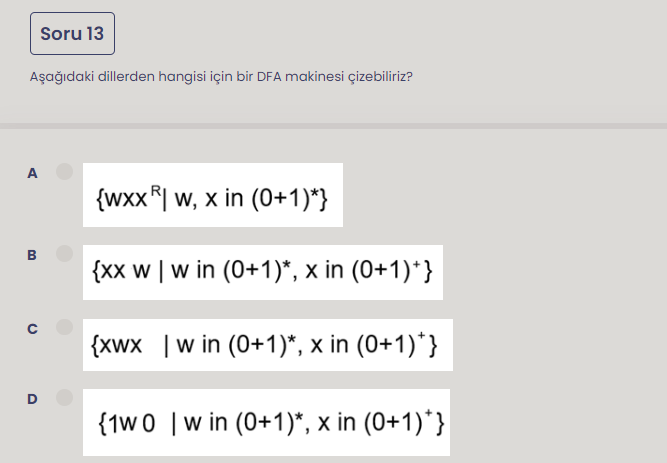 Soru 13
Aşağıdaki dillerden hangisi için bir DFA makinesi çizebiliriz?
A
{wxxᴿ| w, x in (0+1)*}
B
{xx w | w in (0+1)*, x in (0+1)⁺}
C
{xwx | w in (0+1)*, x in (0+1)⁺}
D
{1w 0 | w in (0+1)*, x in (0+1)⁺}